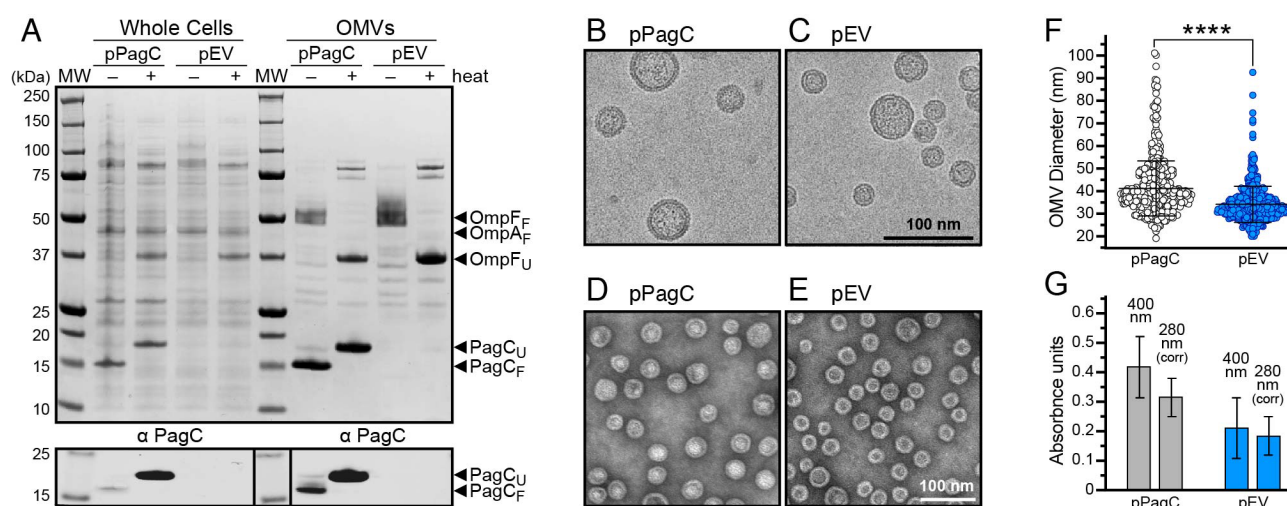 A
Whole Cells
OMVs
pPagC
pEV
pPagC
pEV
(kDa)
MW
–
+
–
+
MW
–
+
–
+
heat
250
150
100
75
50
37
25
20
15
10
OmpFF
OmpAF
OmpFU
PagCU
PagCF
α PagC
α PagC
25
15
PagCU
PagCF
B
pPagC
C
pEV
100 nm
D
pPagC
E
pEV
100 nm
F
****
OMV Diameter (nm)
100
90
80
70
60
50
40
30
20
pPagC
pEV
G
Absorbnce units
0.6
0.5
0.4
0.3
0.2
0.1
0
400
nm
280
nm
(corr)
400
nm
280
nm
(corr)
pPagC
pEV